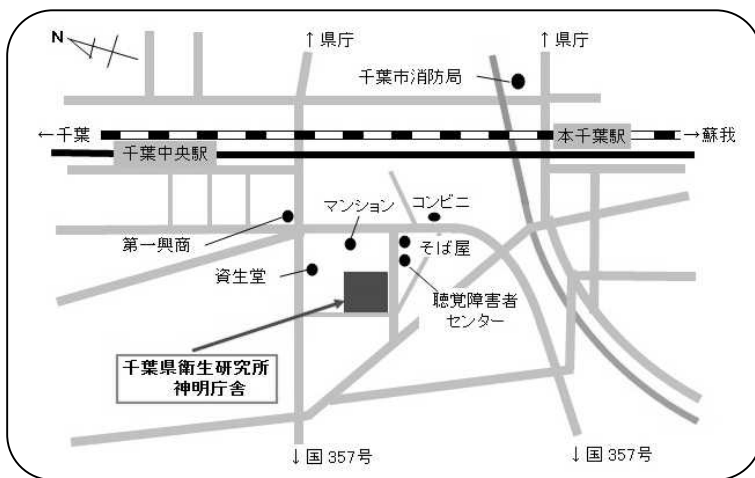 N
↑県庁
↑県庁
千葉市消防局
←千葉
本千葉駅
→蘇我
千葉中央駅
マンション
コンビニ
第一興商
そば屋
資生堂
聴覚障害者
センター
千葉県衛生研究所
神明庁舎
↓国357号
↓国357号